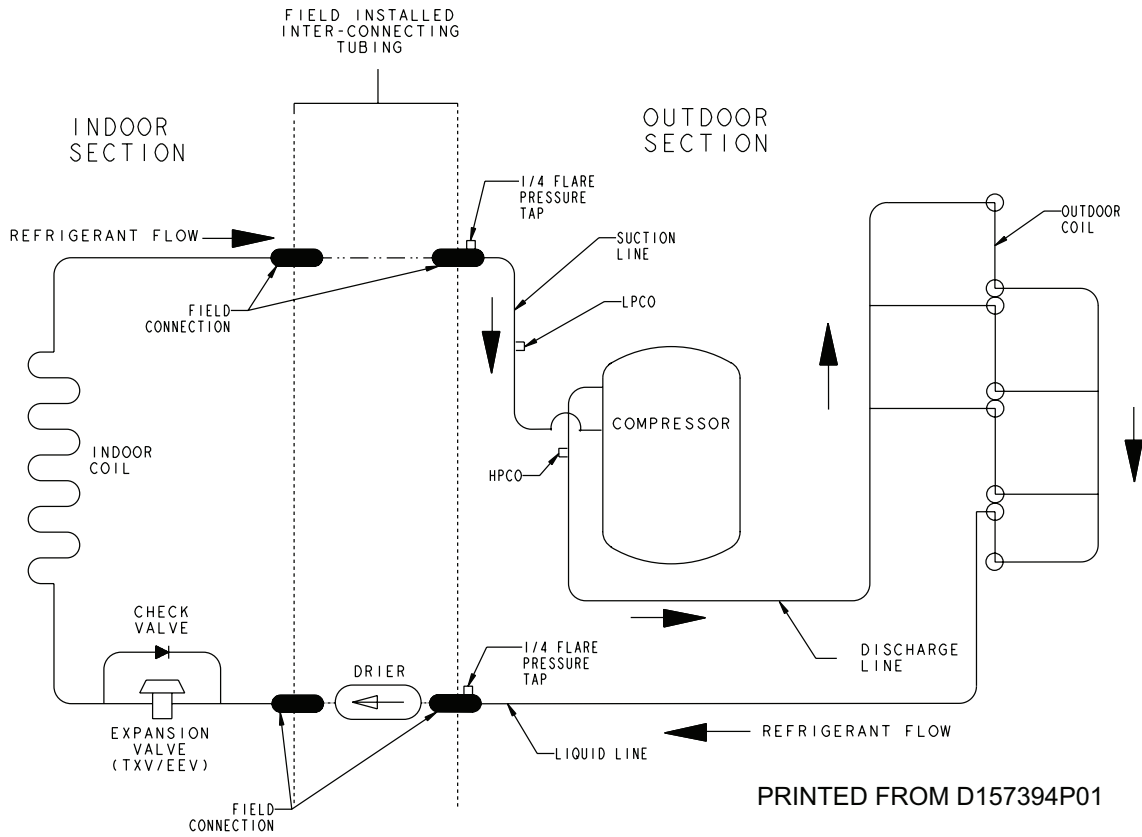 FIELD INSTALLED
INTER-CONNECTING
TUBING
INDOOR
SECTION
OUTDOOR
SECTION
1/4 FLARE
PRESSURE
TAP
OUTDOOR
COIL
REFRIGERANT FLOW
SUCTION
LINE
FIELD
CONNECTION
LPCO
COMPRESSOR
INDOOR
COIL
HPCO
CHECK
VALVE
DRIER
1/4 FLARE
PRESSURE
TAP
DISCHARGE
LINE
EXPANSION
VALVE
(TXV/EEV)
LIQUID LINE
REFRIGERANT FLOW
FIELD
CONNECTION
PRINTED FROM D157394P01